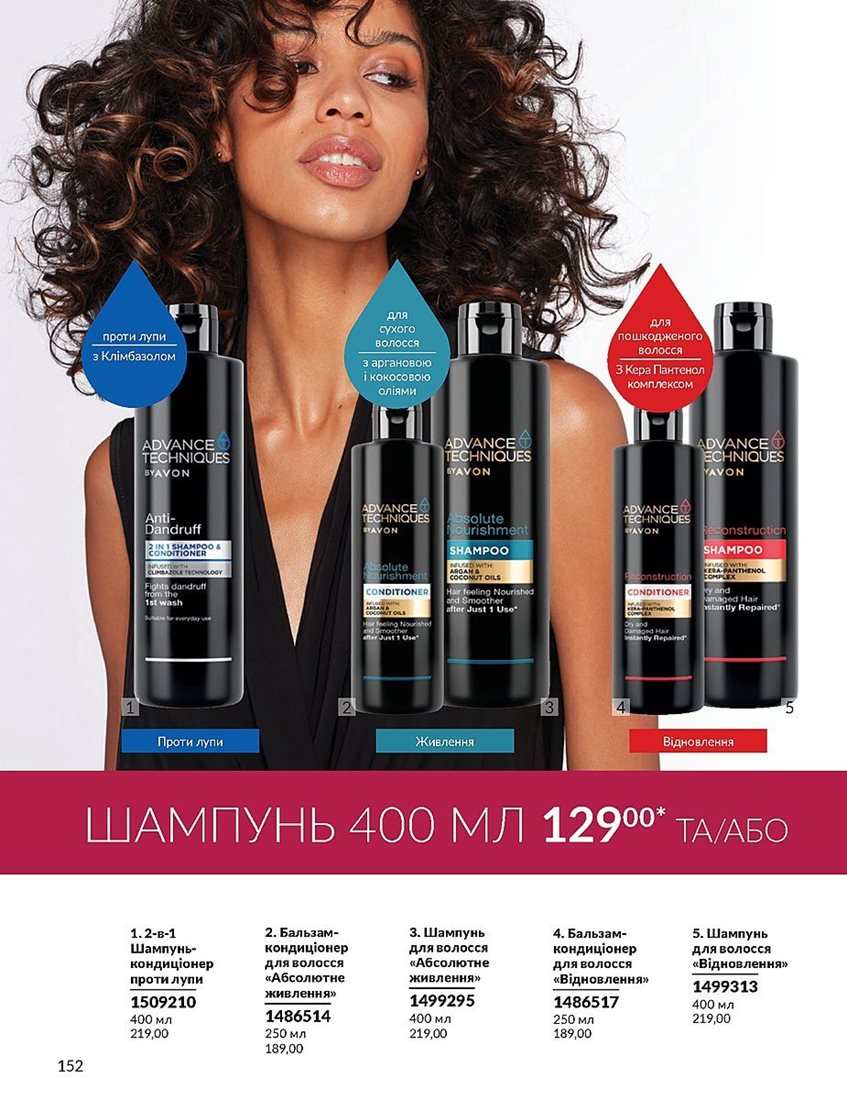 проти лупи
з Клімбазолом
для
сухого
волосся
з аргановою
і кокосовою
оліями
для
пошкодженого
волосся
З Кера Пантенол
комплексом
ADVANCE
TECHNIQUES
BY AVON
Anti-
Dandruff
2 IN 1 SHAMPOO &
CONDITIONER
INFUSED WITH
CLIMBAZOLE TECHNOLOGY
Fights dandruff
from the
1st wash
Suitable for everyday use
1
ADVANCE
TECHNIQUES
BY AVON
Absolute
Nourishment
CONDITIONER
INFUSED WITH:
ARGAN &
COCONUT OILS
Hair feeling Nourished
and Smoother
after Just 1 Use*
2
ADVANCE
TECHNIQUES
BY AVON
Absolute
Nourishment
SHAMPOO
INFUSED WITH:
ARGAN &
COCONUT OILS
Hair feeling Nourished
and Smoother
after Just 1 Use*
3
ADVANCE
TECHNIQUES
BY AVON
Reconstruction
CONDITIONER
INFUSED WITH:
KERA-PANTHENOL
COMPLEX
Dry and
Damaged Hair
Instantly Repaired*
4
ADVANCE
TECHNIQUES
BY AVON
Reconstruction
SHAMPOO
INFUSED WITH:
KERA-PANTHENOL
COMPLEX
Dry and
Damaged Hair
Instantly Repaired*
5
Проти лупи
Живлення
Відновлення
ШАМПУНЬ 400 МЛ 129⁰⁰* ТА/АБО
1. 2-в-1
Шампунь-
кондиціонер
проти лупи
1509210
400 мл
219,00
2. Бальзам-
кондиціонер
для волосся
«Абсолютне
живлення»
1486514
250 мл
189,00
3. Шампунь
для волосся
«Абсолютне
живлення»
1499295
400 мл
219,00
4. Бальзам-
кондиціонер
для волосся
«Відновлення»
1486517
250 мл
189,00
5. Шампунь
для волосся
«Відновлення»
1499313
400 мл
219,00
152